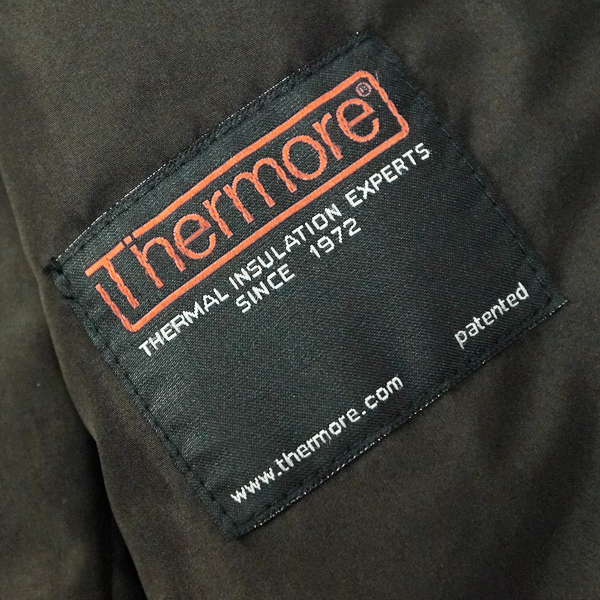 Thermore®
THERMAL INSULATION EXPERTS
SINCE 1972
patented
www.thermore.com